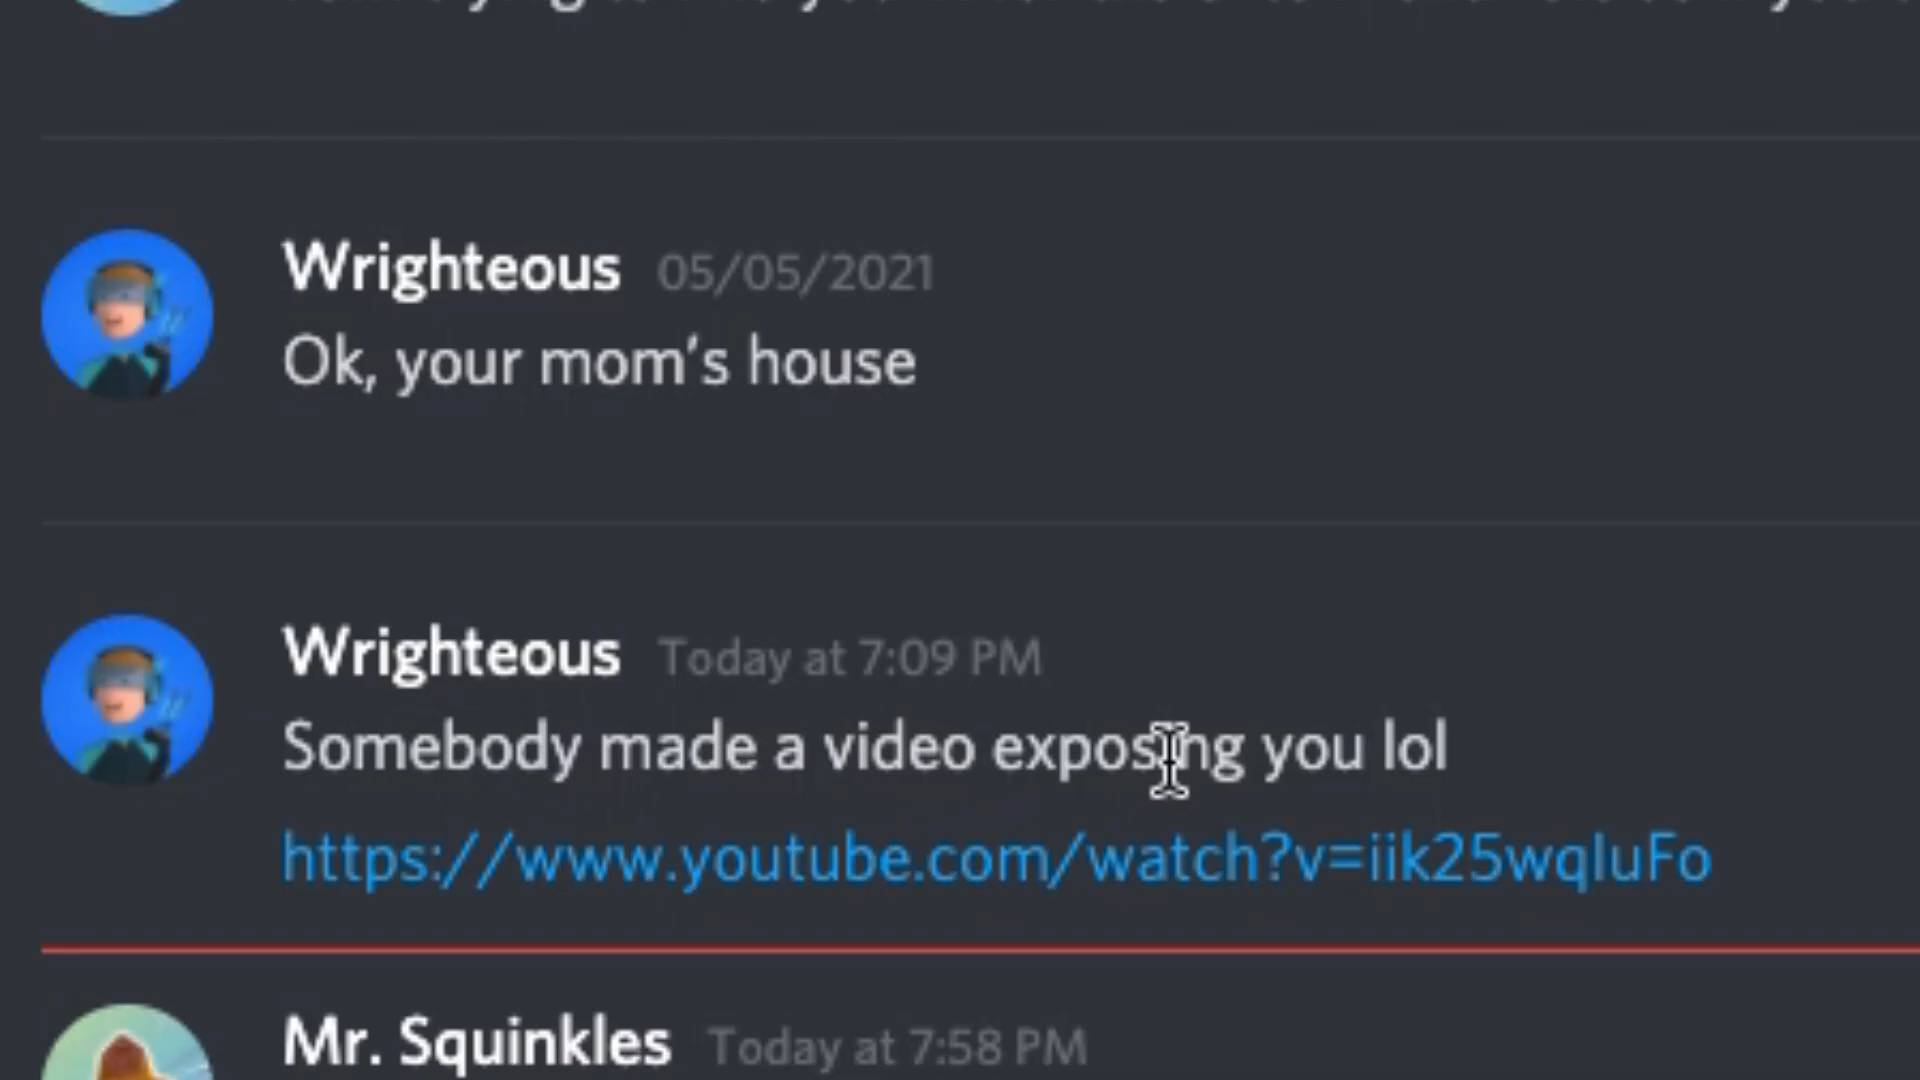 Wrighteous 05/05/2021
Ok, your mom's house
Wrighteous Today at 7:09 PM
Somebody made a video exposing you lol
https://www.youtube.com/watch?v=iik25wqIuFo
Mr. Squinkles Today at 7:58 PM